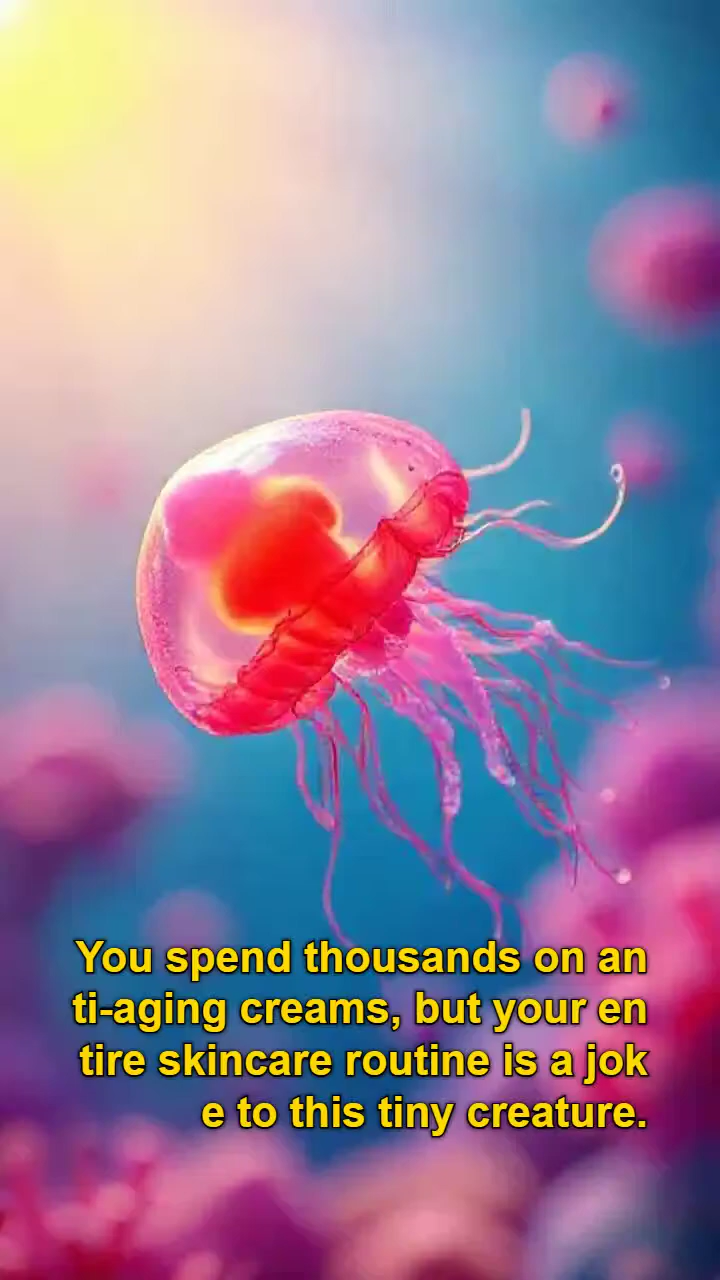 You spend thousands on an
ti-aging creams, but your en
tire skincare routine is a jok
e to this tiny creature.